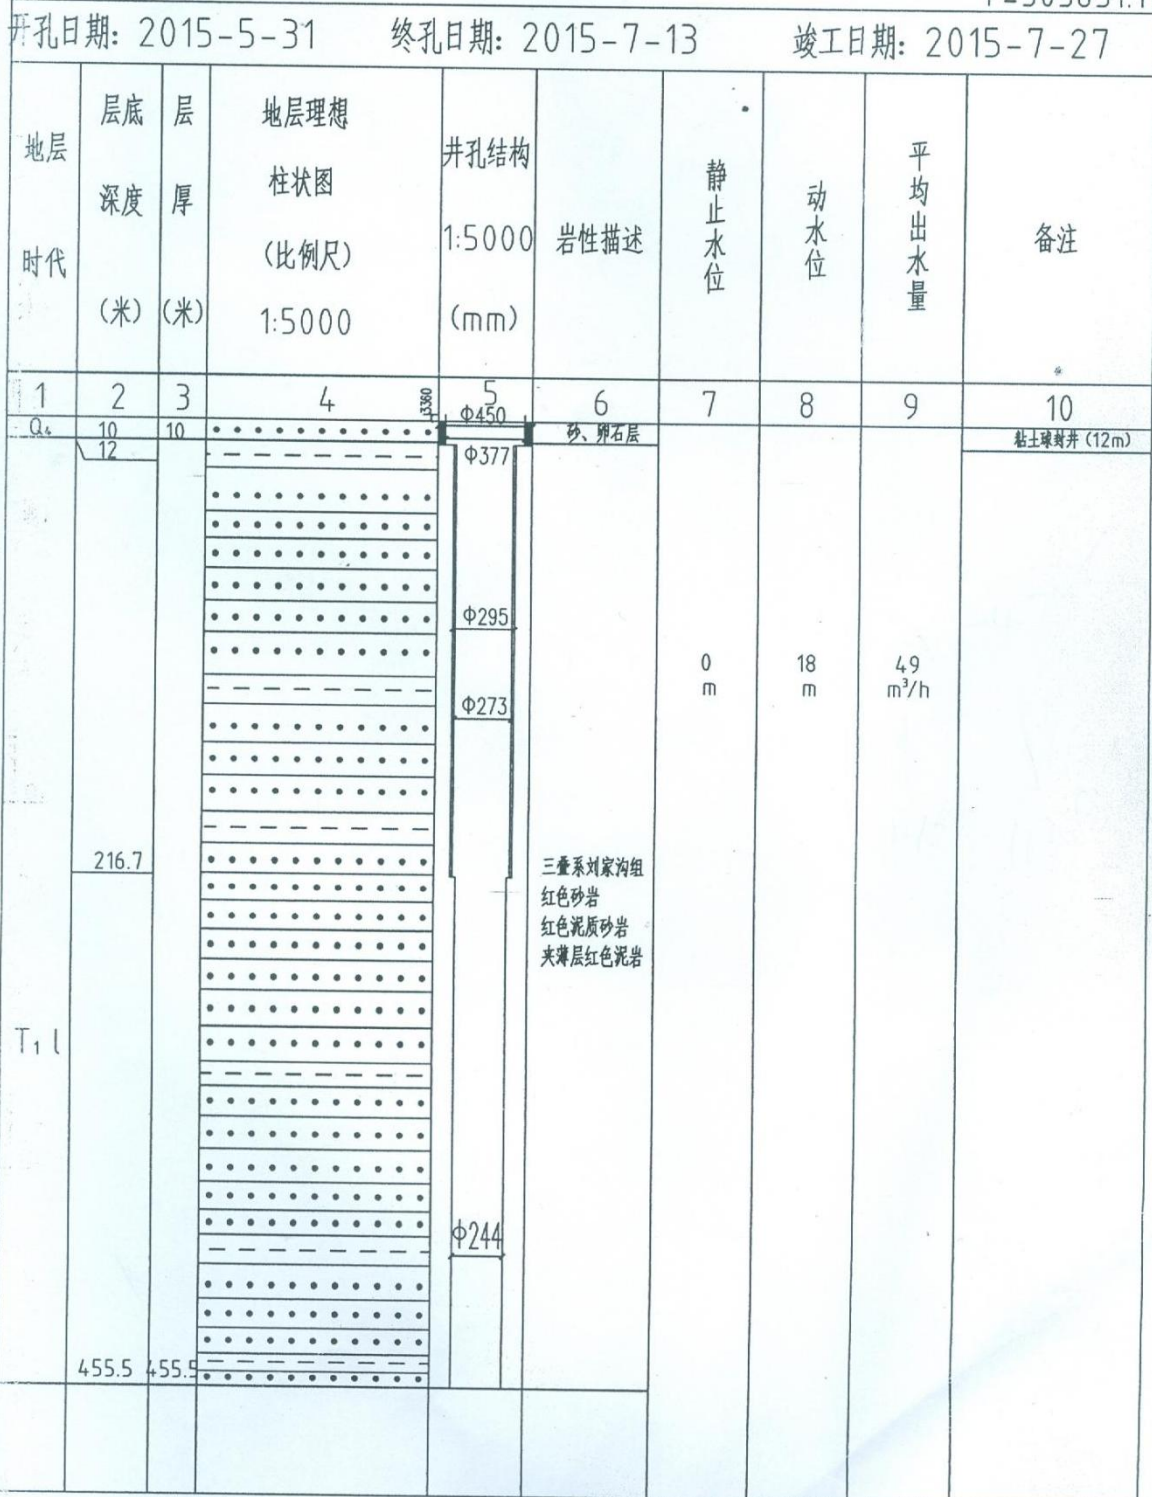 开孔日期: 2015-5-31 终孔日期: 2015-7-13 竣工日期: 2015-7-27
地层
时代
层底
深度
(米)
层
厚
(米)
地层理想
柱状图
(比例尺)
1:5000
井孔结构
1:5000
(mm)
岩性描述
静止水位
动水位
平均出水量
备注
1 2 3 4 5 6 7 8 9 10
Q₄ 10 10 Φ450 砂、卵石层 粘土球封井(12m)
12 Φ377
Φ295
0
m
18
m
49
m³/h
Φ273
216.7
三叠系刘家沟组
红色砂岩
红色泥质砂岩
夹薄层红色泥岩
T₁ l
Φ244
455.5 455.5